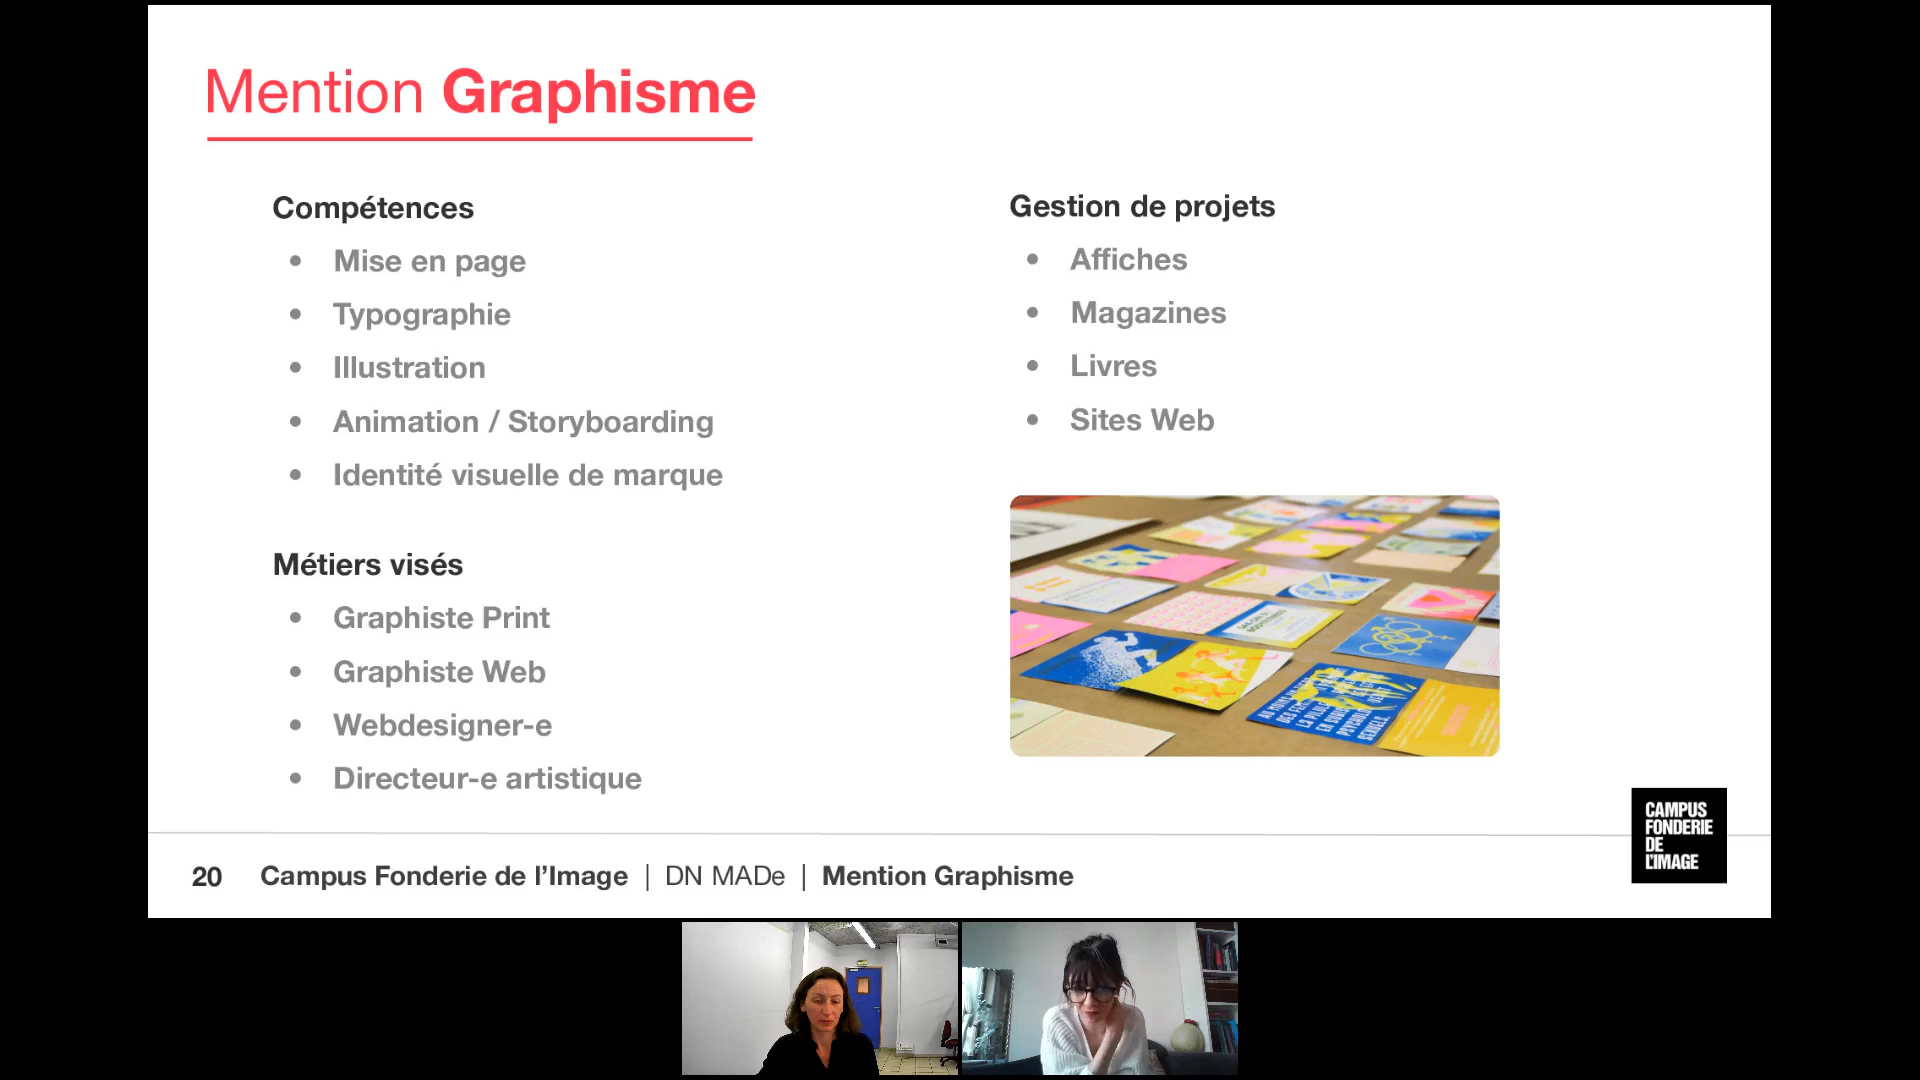 Mention Graphisme
Compétences
• Mise en page
• Typographie
• Illustration
• Animation / Storyboarding
• Identité visuelle de marque
Métiers visés
• Graphiste Print
• Graphiste Web
• Webdesigner-e
• Directeur-e artistique
Gestion de projets
• Affiches
• Magazines
• Livres
• Sites Web
CAMPUS
FONDERIE
DE
L'IMAGE
20 Campus Fonderie de l’Image | DN MADe | Mention Graphisme